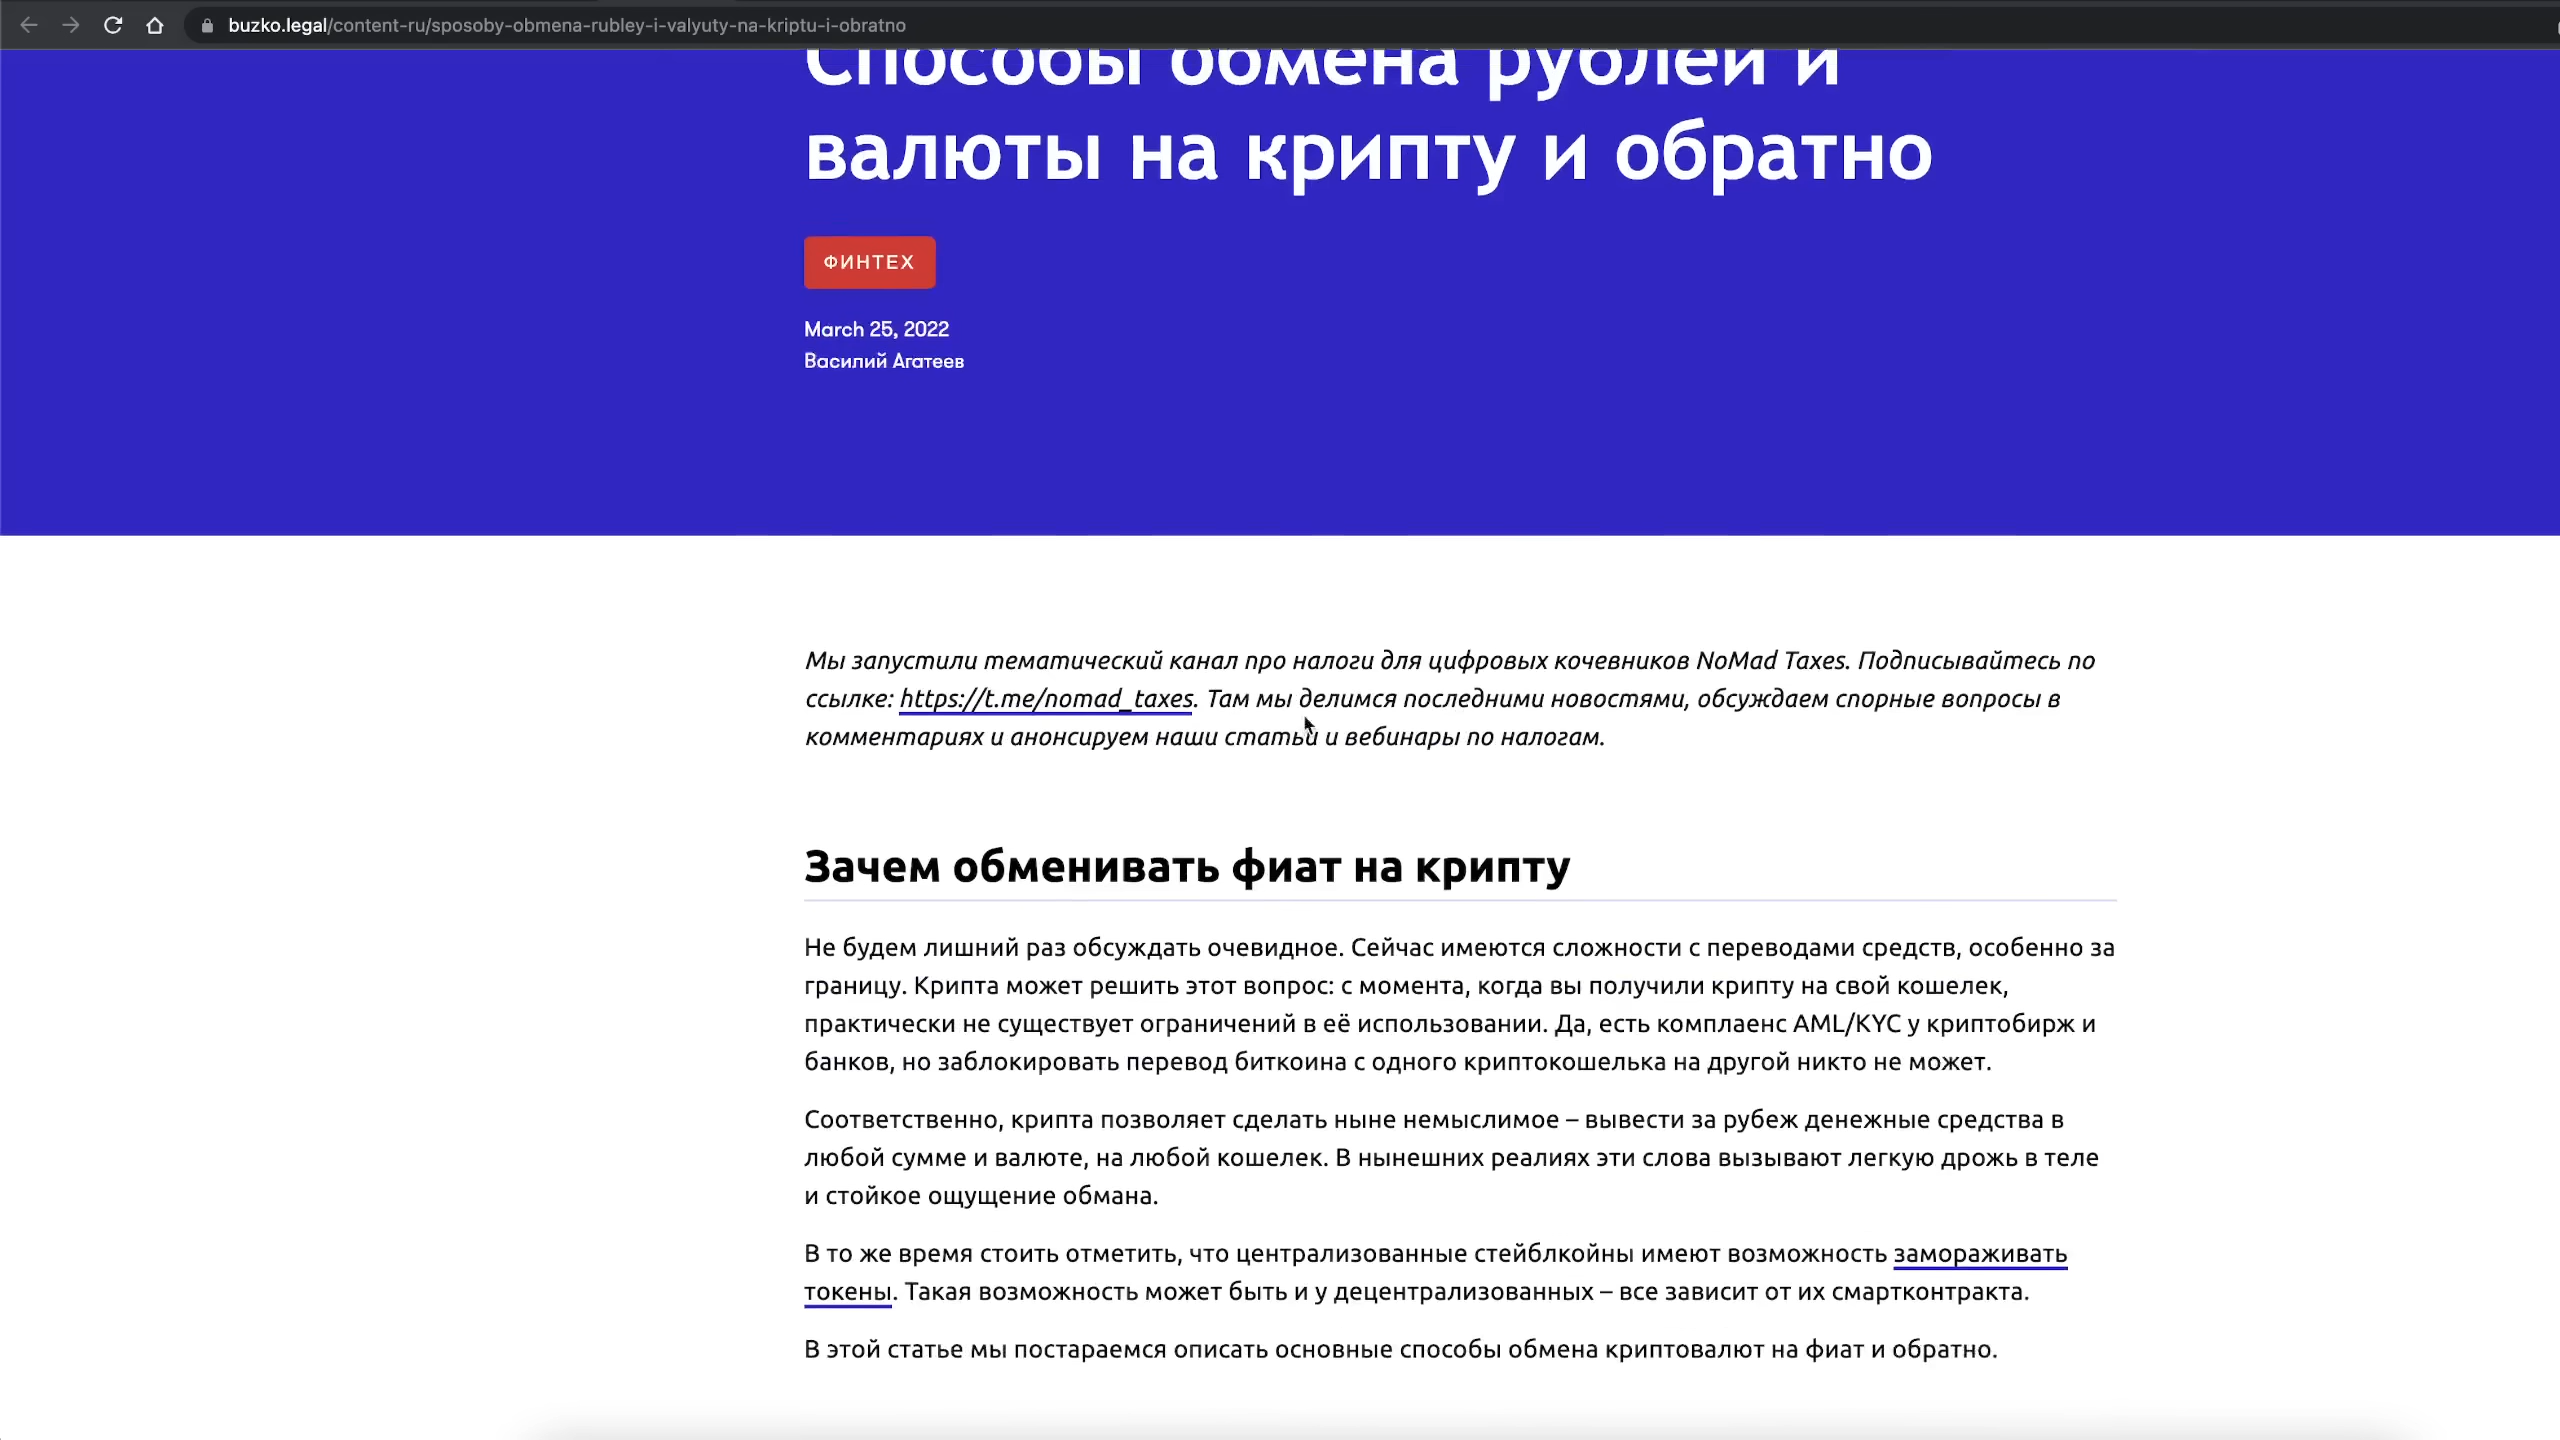 buzko.legal/content-ru/sposoby-obmena-rubley-i-valyuty-na-kriptu-i-obratno
Способы обмена рублей и
валюты на крипту и обратно
ФИНТЕХ
March 25, 2022
Василий Агатеев
Мы запустили тематический канал про налоги для цифровых кочевников NoMad Taxes. Подписывайтесь по
ссылке: https://t.me/nomad_taxes. Там мы делимся последними новостями, обсуждаем спорные вопросы в
комментариях и анонсируем наши статьи и вебинары по налогам.
Зачем обменивать фиат на крипту
Не будем лишний раз обсуждать очевидное. Сейчас имеются сложности с переводами средств, особенно за
границу. Крипта может решить этот вопрос: с момента, когда вы получили крипту на свой кошелек,
практически не существует ограничений в её использовании. Да, есть комплаенс AML/KYC у криптобирж и
банков, но заблокировать перевод биткоина с одного криптокошелька на другой никто не может.
Соответственно, крипта позволяет сделать ныне немыслимое – вывести за рубеж денежные средства в
любой сумме и валюте, на любой кошелек. В нынешних реалиях эти слова вызывают легкую дрожь в теле
и стойкое ощущение обмана.
В то же время стоить отметить, что централизованные стейблкойны имеют возможность замораживать
токены. Такая возможность может быть и у децентрализованных – все зависит от их смартконтракта.
В этой статье мы постараемся описать основные способы обмена криптовалют на фиат и обратно.